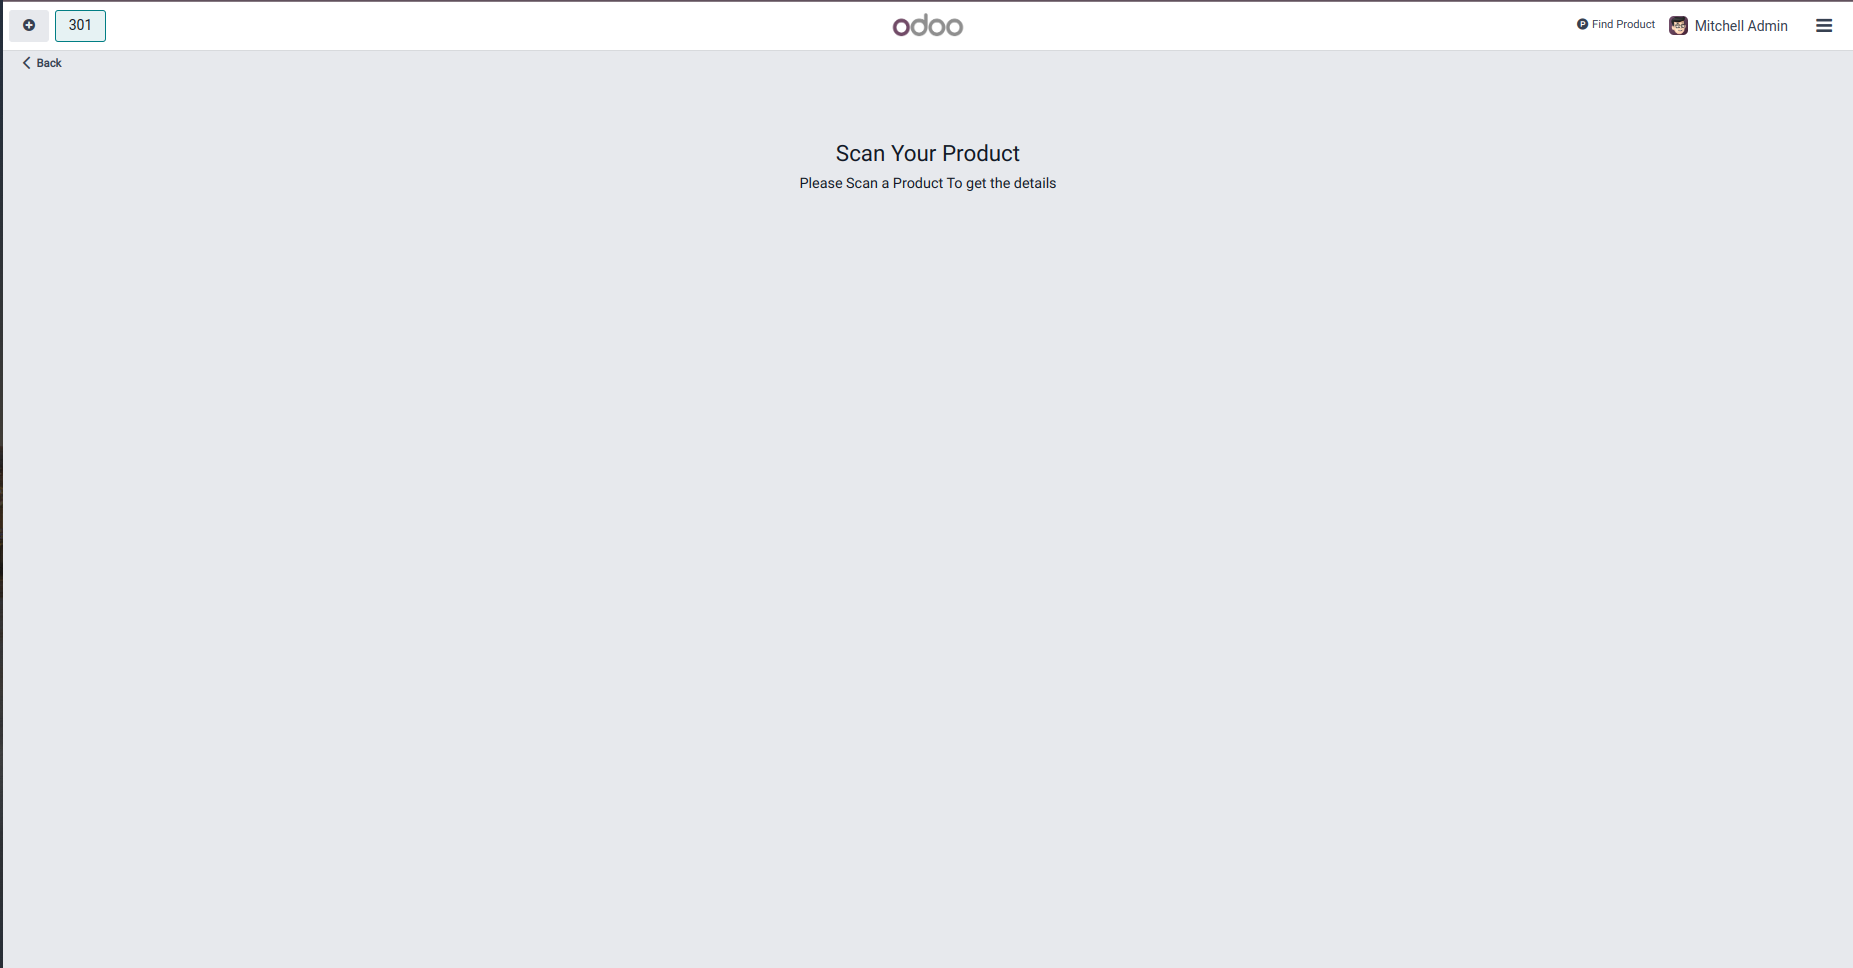 301
odoo
Find Product
Mitchell Admin
Back
Scan Your Product
Please Scan a Product To get the details